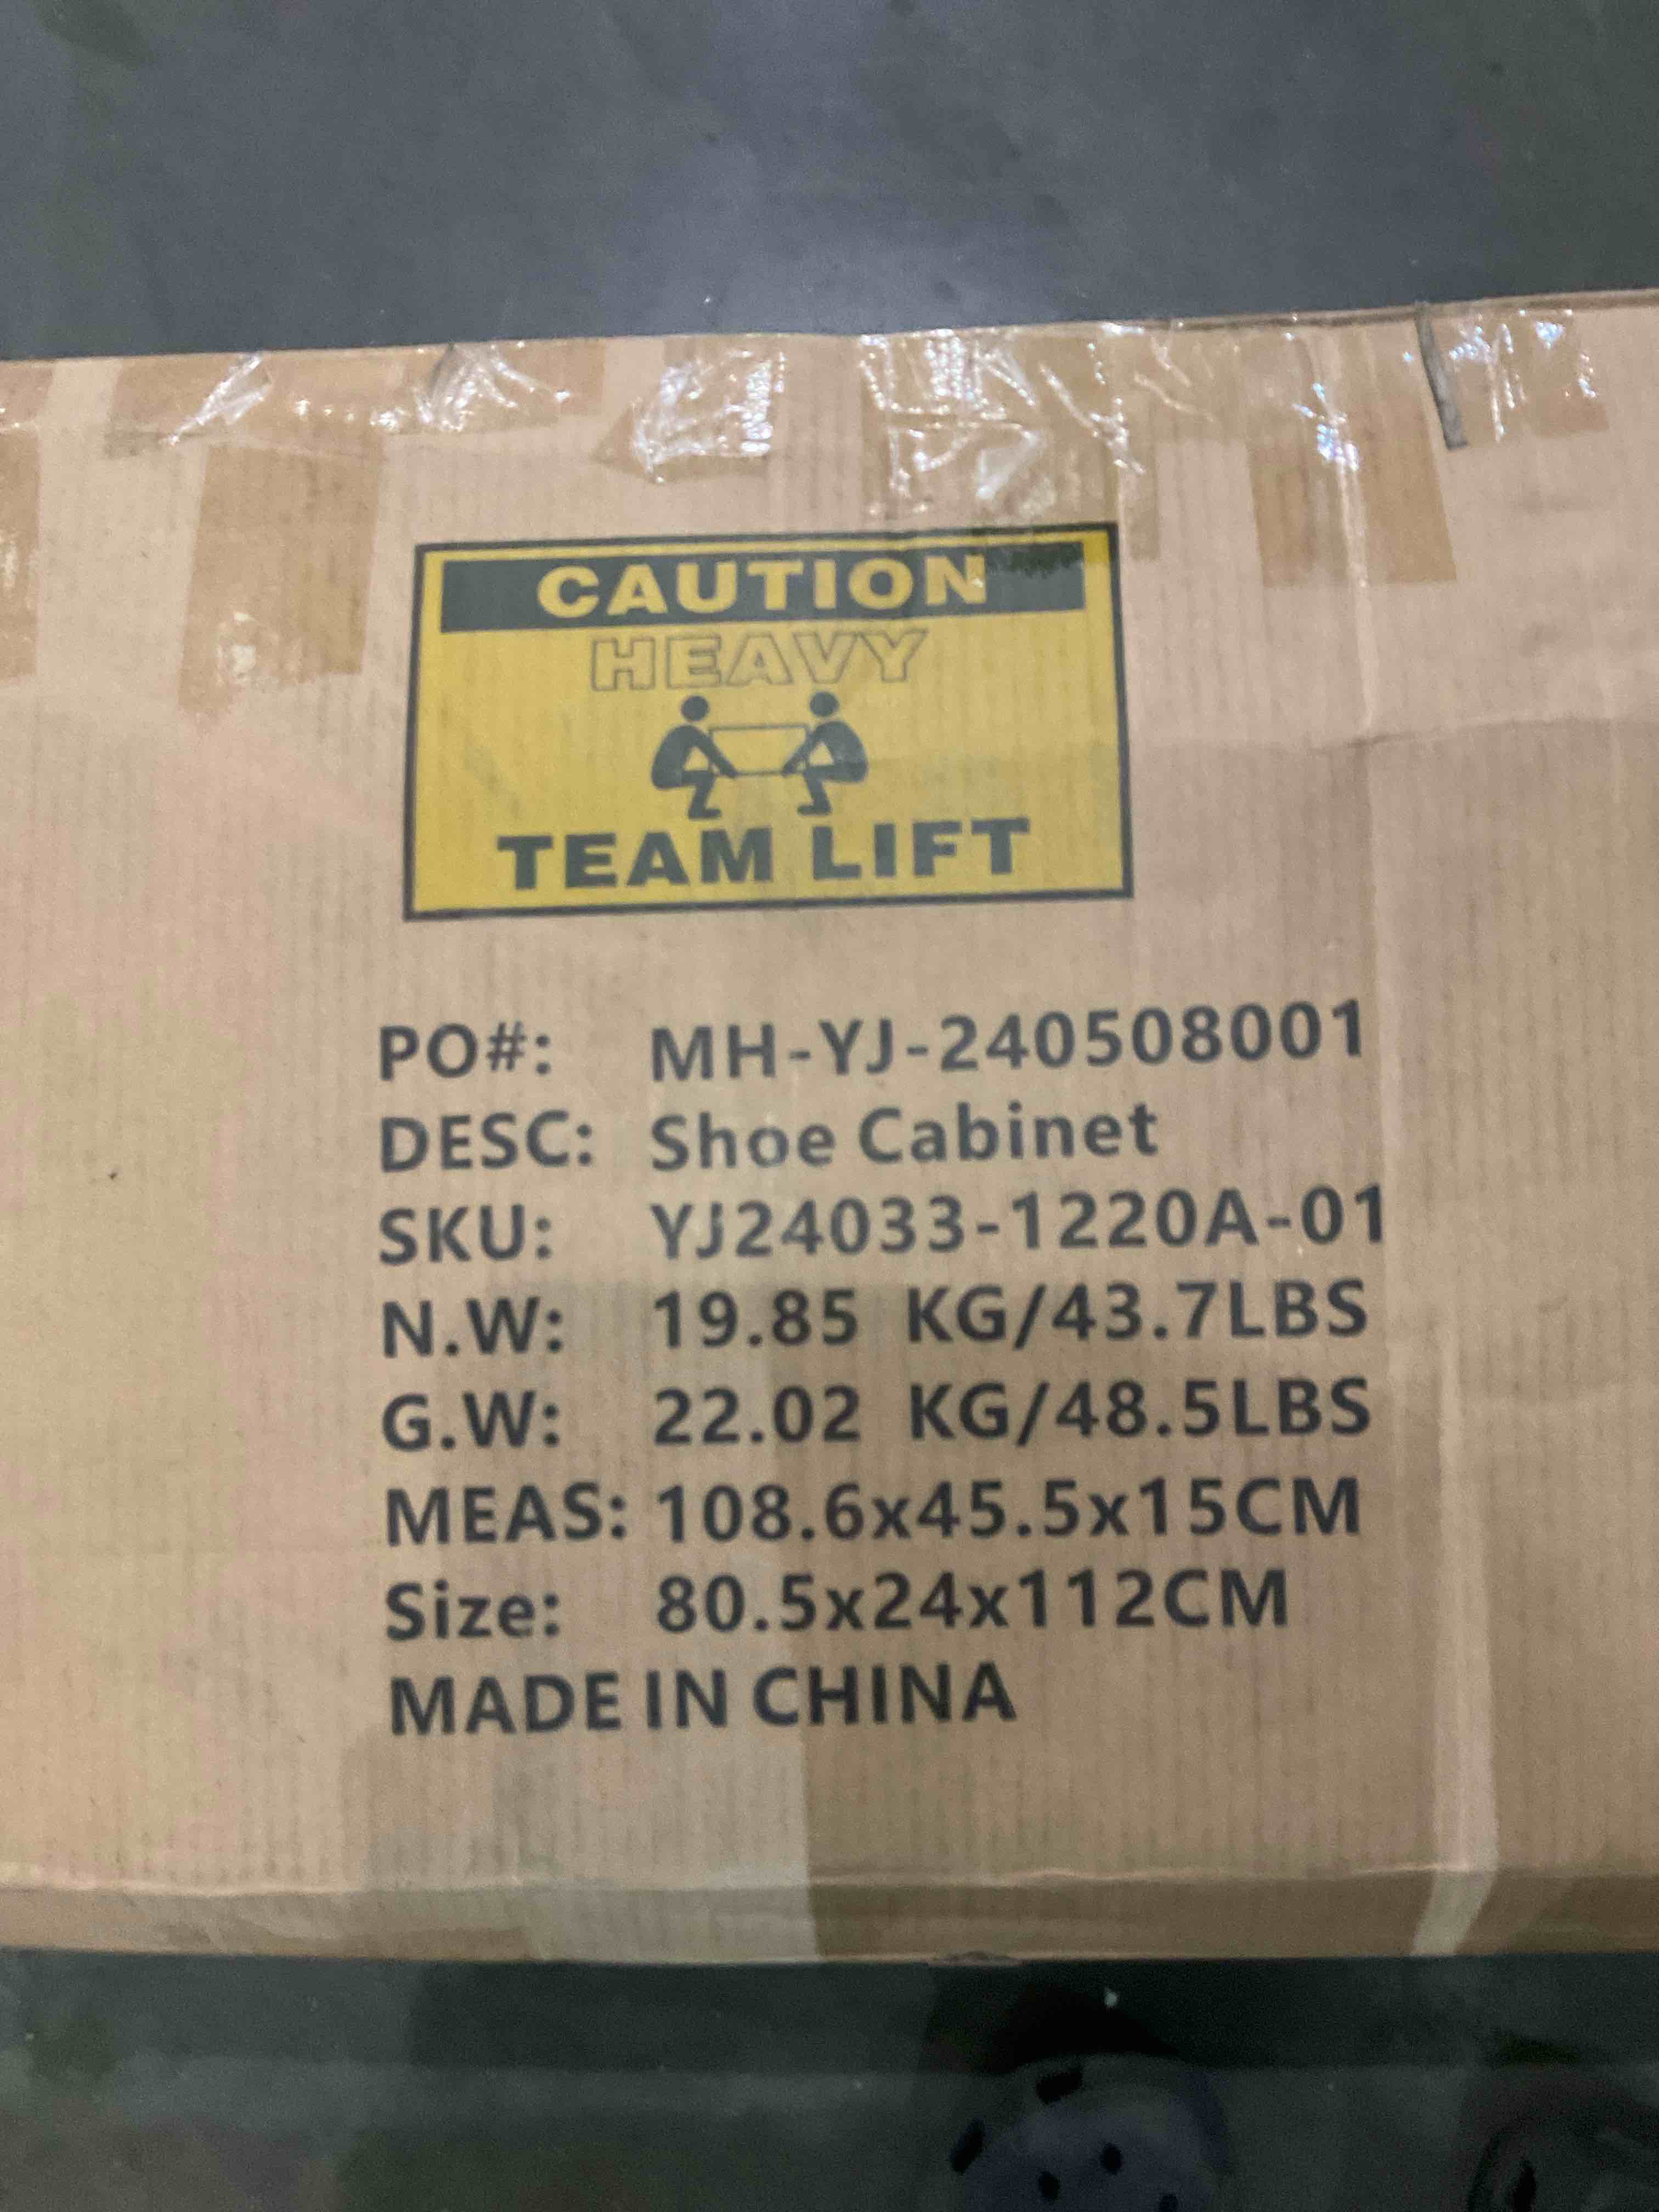 CAUTION
HEAVY
TEAM LIFT
PO#: MH-YJ-240508001
DESC: Shoe Cabinet
SKU: YJ24033-1220A-01
N.W: 19.85 KG/43.7LBS
G.W: 22.02 KG/48.5LBS
MEAS: 108.6x45.5x15CM
Size: 80.5x24x112CM
MADE IN CHINA